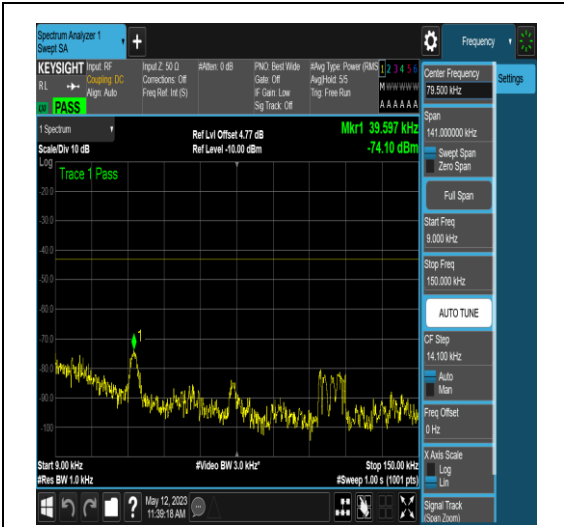 Spectrum Analyzer 1
Swept SA
+
Frequency
KEYSIGHT
RL
PASS
Input: RF
Coupling: DC
Align: Auto
Input Z: 50 Ω
Corrections: Off
Freq Ref: Int (S)
#Atten: 0 dB
PNO: Best Wide
Gate: Off
IF Gain: Low
Sig Track: Off
#Avg Type: Power (RMS)
Avg|Hold: 5/5
Trig: Free Run
1 2 3 4 5 6
M W W W W W
A A A A A A
1 Spectrum
Scale/Div 10 dB
Ref Lvl Offset 4.77 dB
Ref Level -10.00 dBm
Mkr1 39.597 kHz
-74.10 dBm
Log
Trace 1 Pass
-20.0
-30.0
-40.0
-50.0
-60.0
-70.0
-80.0
-90.0
-100
1
Start 9.00 kHz
#Res BW 1.0 kHz
#Video BW 3.0 kHz*
Stop 150.00 kHz
#Sweep 1.00 s (1001 pts)
May 12, 2023
11:39:18 AM
Center Frequency
79.500 kHz
Settings
Span
141.000000 kHz
Swept Span
Zero Span
Full Span
Start Freq
9.000 kHz
Stop Freq
150.000 kHz
AUTO TUNE
CF Step
14.100 kHz
Auto
Man
Freq Offset
0 Hz
X Axis Scale
Log
Lin
Signal Track
(Span Zoom)